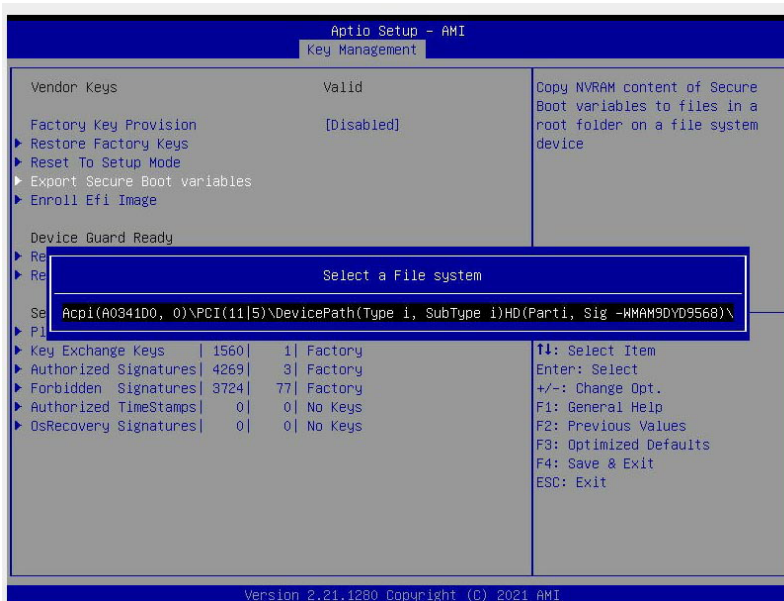 Aptio Setup – AMI
Key Management
Vendor Keys Valid
Factory Key Provision [Disabled]
▶ Restore Factory Keys
▶ Reset To Setup Mode
▶ Export Secure Boot variables
▶ Enroll Efi Image
Device Guard Ready
▶ Re
▶ Re
Se
▶ Pl
▶ Key Exchange Keys | 1560| 1| Factory
▶ Authorized Signatures| 4269| 3| Factory
▶ Forbidden Signatures| 3724| 77| Factory
▶ Authorized TimeStamps| 0| 0| No Keys
▶ OsRecovery Signatures| 0| 0| No Keys
Select a File system
Acpi(A0341D0, 0)\PCI(11|5)\DevicePath(Type i, SubType i)HD(Parti, Sig –WMAM9DYD9568)\
Copy NVRAM content of Secure
Boot variables to files in a
root folder on a file system
device
↑↓: Select Item
Enter: Select
+/-: Change Opt.
F1: General Help
F2: Previous Values
F3: Optimized Defaults
F4: Save & Exit
ESC: Exit
Version 2.21.1280 Copyright (C) 2021 AMI